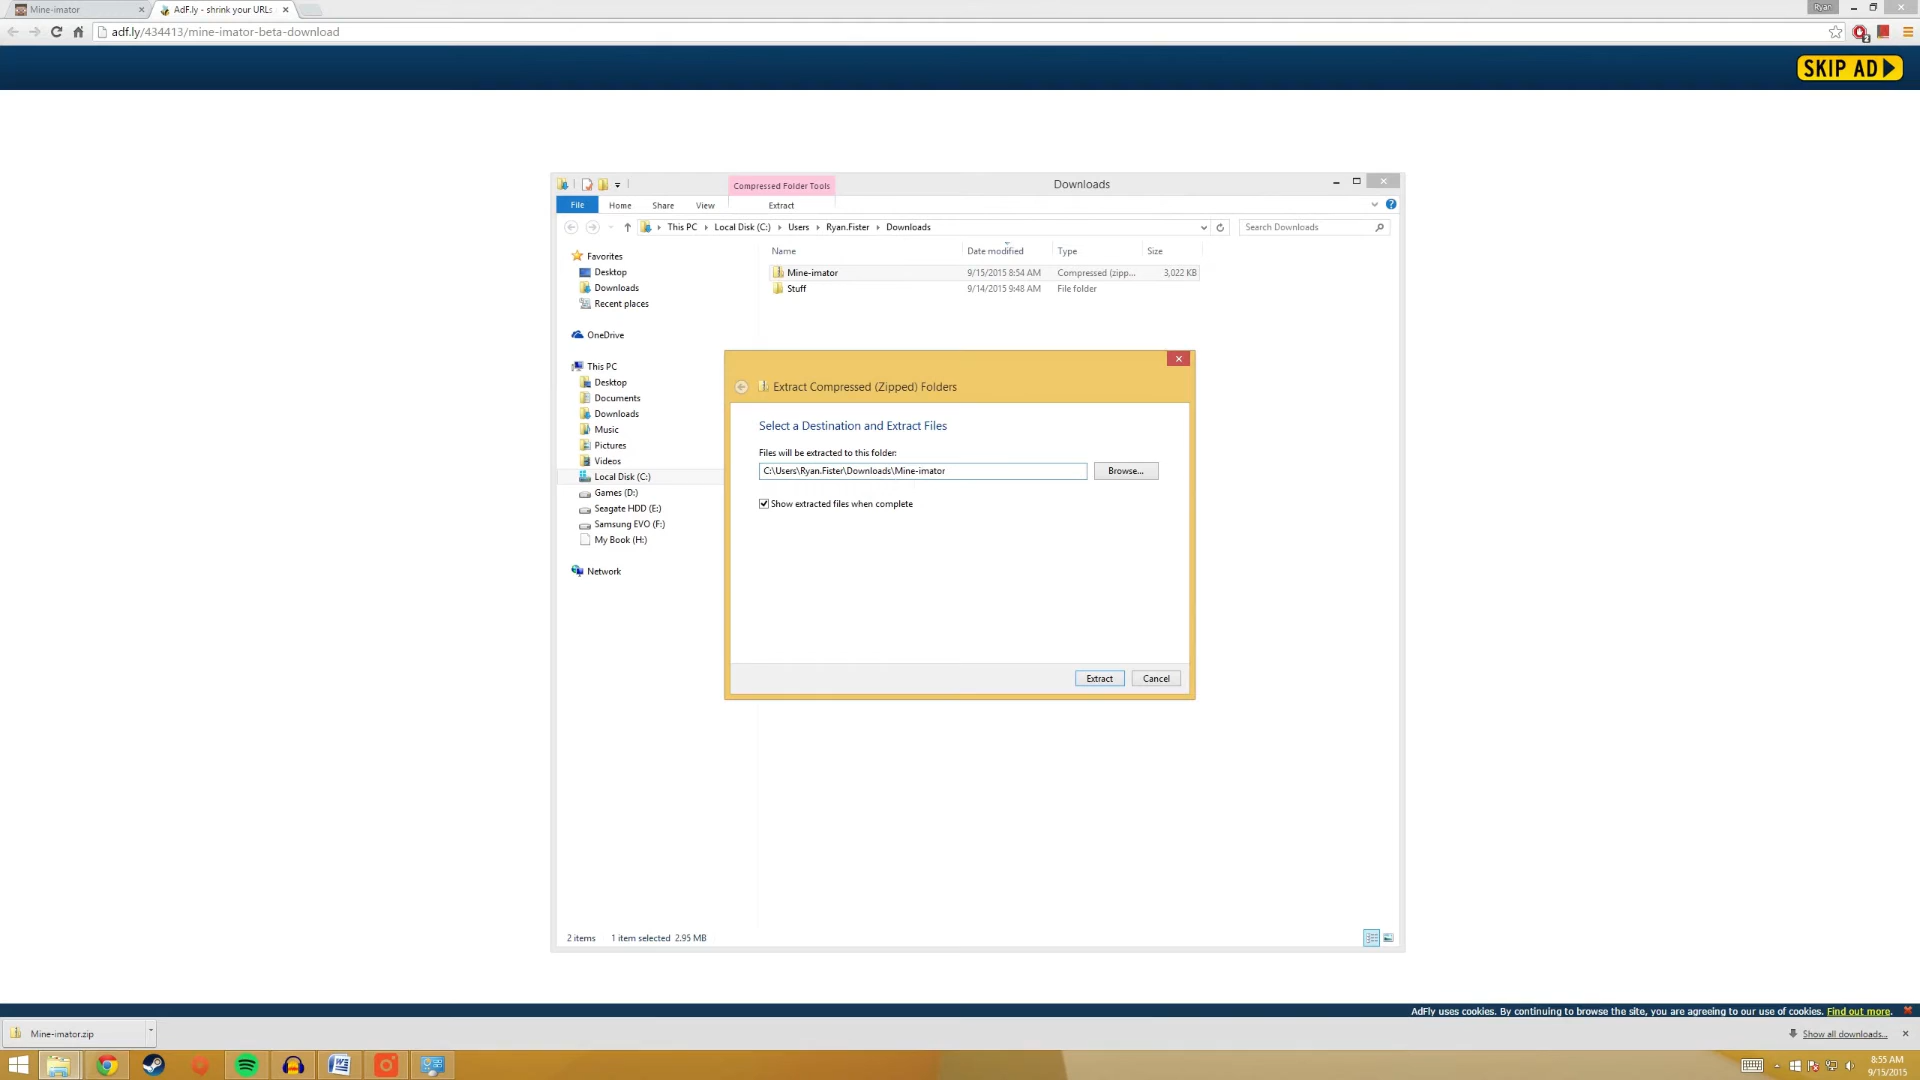 Mine-imator
AdF.ly - shrink your URLs
Ryan
adf.ly/434413/mine-imator-beta-download
SKIP AD
Compressed Folder Tools
Downloads
File
Home
Share
View
Extract
This PC
Local Disk (C:)
Users
Ryan.Fister
Downloads
Search Downloads
Name
Date modified
Type
Size
Mine-imator
9/15/2015 8:54 AM
Compressed (zipp...
3,022 KB
Stuff
9/14/2015 9:48 AM
File folder
Favorites
Desktop
Downloads
Recent places
OneDrive
This PC
Desktop
Documents
Downloads
Music
Pictures
Videos
Local Disk (C:)
Games (D:)
Seagate HDD (E:)
Samsung EVO (F:)
My Book (H:)
Network
Extract Compressed (Zipped) Folders
Select a Destination and Extract Files
Files will be extracted to this folder:
C:\Users\Ryan.Fister\Downloads\Mine-imator
Browse...
Show extracted files when complete
Extract
Cancel
2 items
1 item selected 2.95 MB
AdFly uses cookies. By continuing to browse the site, you are agreeing to our use of cookies. Find out more.
Mine-imator.zip
Show all downloads...
8:55 AM
9/15/2015